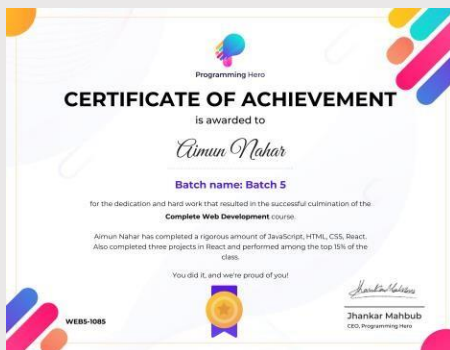 Programming Hero
CERTIFICATE OF ACHIEVEMENT
is awarded to
Aimun Nahar
Batch name: Batch 5
for the dedication and hard work that resulted in the successful culmination of the
Complete Web Development course.
Aimun Nahar has completed a rigorous amount of JavaScript, HTML, CSS, React.
Also completed three projects in React and performed among the top 15% of the
class.
You did it, and we're proud of you!
Jhankar Mahbub
WEB5-1085
Jhankar Mahbub
CEO, Programming Hero